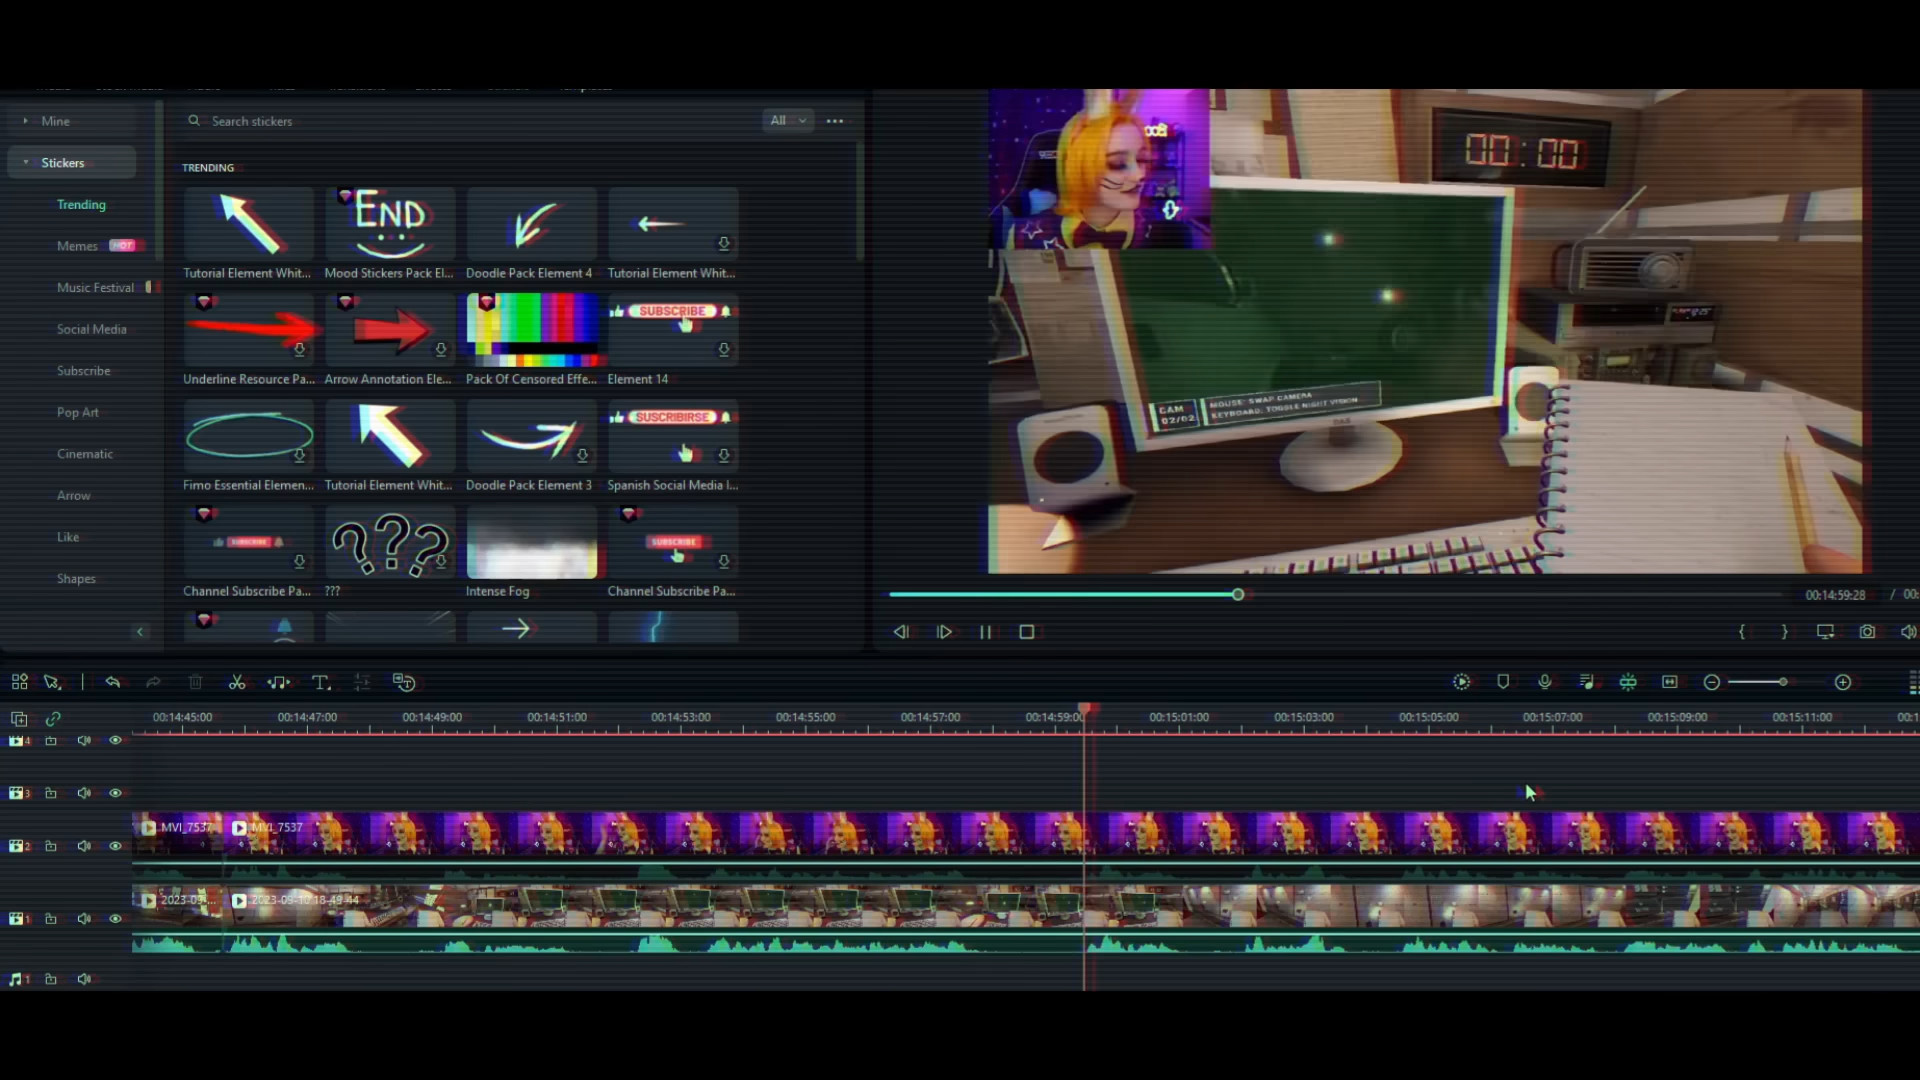 Mine
Search stickers
All
Stickers
TRENDING
Trending
Memes HOT
Music Festival
Social Media
Subscribe
Pop Art
Cinematic
Arrow
Like
Shapes
END
Tutorial Element Whit...
Mood Stickers Pack El...
Doodle Pack Element 4
Tutorial Element Whit...
SUBSCRIBE
Underline Resource Pa...
Arrow Annotation Ele...
Pack Of Censored Effe...
Element 14
SUSCRIBIRSE
Fimo Essential Elemen...
Tutorial Element Whit...
Doodle Pack Element 3
Spanish Social Media I...
SUBSCRIBE
???
SUBSCRIBE
Channel Subscribe Pa...
???
Intense Fog
Channel Subscribe Pa...
00:00
CAM
02/02
MOUSE: SWAP CAMERA
KEYBOARD: TOGGLE NIGHT VISION
00:14:59:28 / 00:
00:14:45:00
00:14:47:00
00:14:49:00
00:14:51:00
00:14:53:00
00:14:55:00
00:14:57:00
00:14:59:00
00:15:01:00
00:15:03:00
00:15:05:00
00:15:07:00
00:15:09:00
00:15:11:00
00:1
4
3
MVI_7537
MVI_7537
2
2023-09-...
2023-09-10 18-49-44
1
1